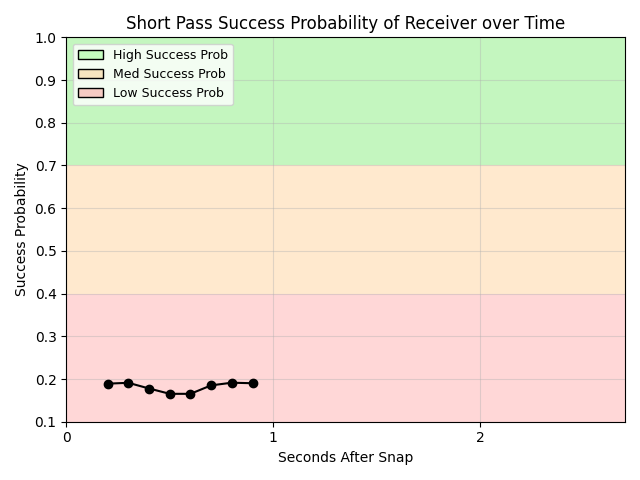 Short Pass Success Probability of Receiver over Time
High Success Prob
Med Success Prob
Low Success Prob
Success Probability
1.0
0.9
0.8
0.7
0.6
0.5
0.4
0.3
0.2
0.1
0 1 2
Seconds After Snap